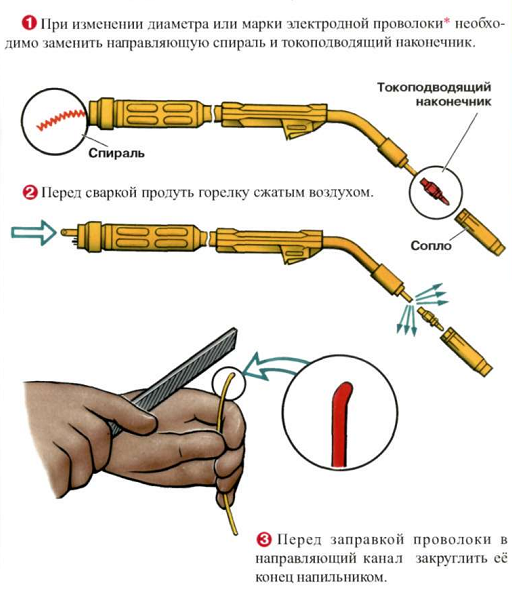 ❶ При изменении диаметра или марки электродной проволоки* необхо-
димо заменить направляющую спираль и токоподводящий наконечник.
Токоподводящий
наконечник
Спираль
❷ Перед сваркой продуть горелку сжатым воздухом.
Сопло
❸ Перед заправкой проволоки в
направляющий канал закруглить её
конец напильником.